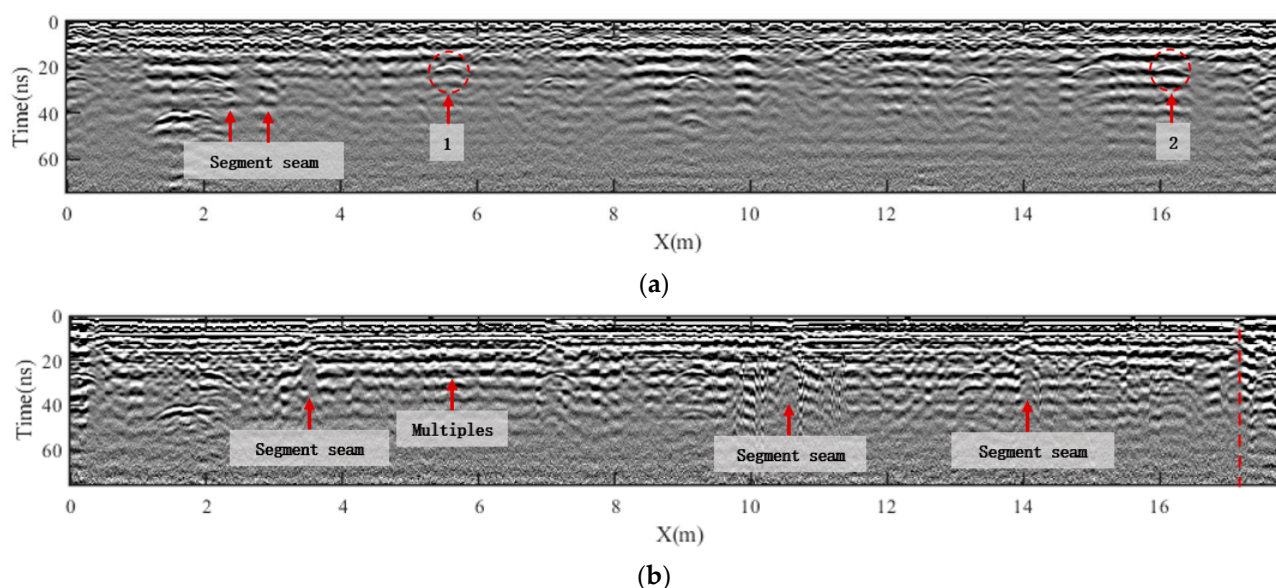 0
20
40
60
Time(ns)
Segment seam
1
2
0 2 4 6 8 10 12 14 16
X(m)
(a)
0
20
40
60
Time(ns)
Segment seam
Multiples
Segment seam
Segment seam
0 2 4 6 8 10 12 14 16
X(m)
(b)